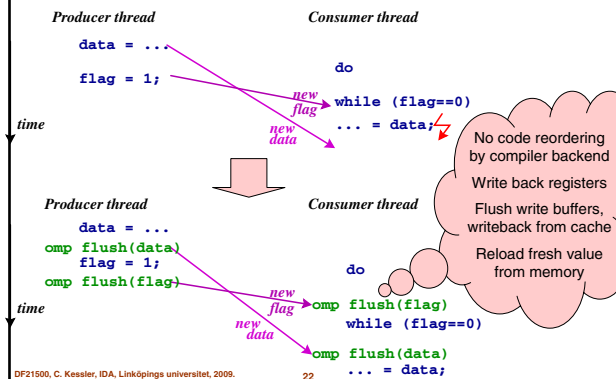 Producer thread
Consumer thread
data = ...
do
flag = 1;
new
flag
while (flag==0)
time
new
data
... = data;
No code reordering
by compiler backend
Write back registers
Flush write buffers,
writeback from cache
Reload fresh value
from memory
Producer thread
Consumer thread
data = ...
omp flush(data)
flag = 1;
do
omp flush(flag)
new
flag
omp flush(flag)
time
new
data
while (flag==0)
omp flush(data)
... = data;
DF21500, C. Kessler, IDA, Linköpings universitet, 2009.
22